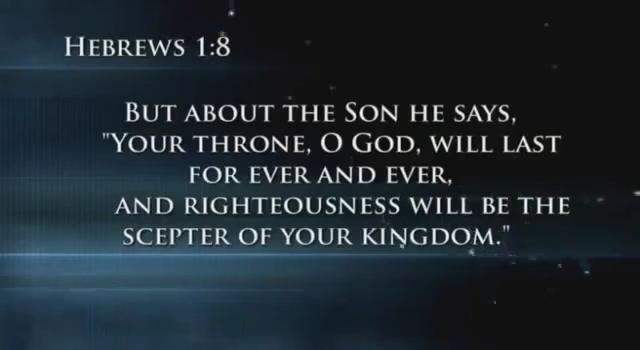 Hebrews 1:8
But about the Son he says,
"Your throne, O God, will last
for ever and ever,
and righteousness will be the
scepter of your kingdom."